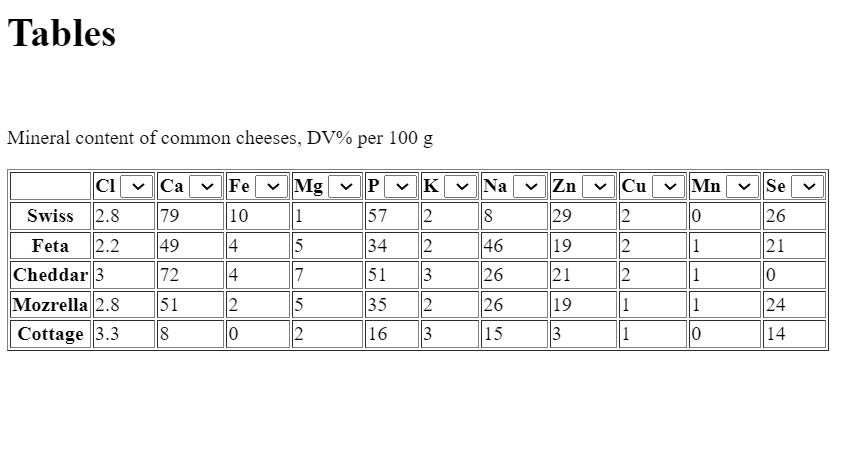 Tables
Mineral content of common cheeses, DV% per 100 g
Cl Ca Fe Mg P K Na Zn Cu Mn Se
Swiss 2.8 79 10 1 57 2 8 29 2 0 26
Feta 2.2 49 4 5 34 2 46 19 2 1 21
Cheddar 3 72 4 7 51 3 26 21 2 1 0
Mozrella 2.8 51 2 5 35 2 26 19 1 1 24
Cottage 3.3 8 0 2 16 3 15 3 1 0 14